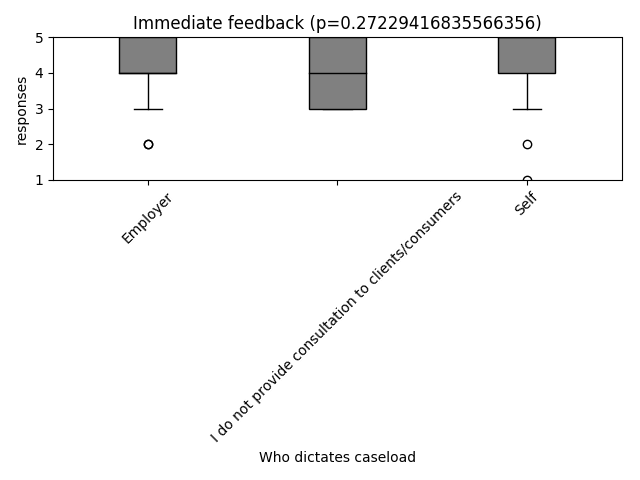 Immediate feedback (p=0.27229416835566356)
responses
5
4
3
2
1
Employer
I do not provide consultation to clients/consumers
Self
Who dictates caseload